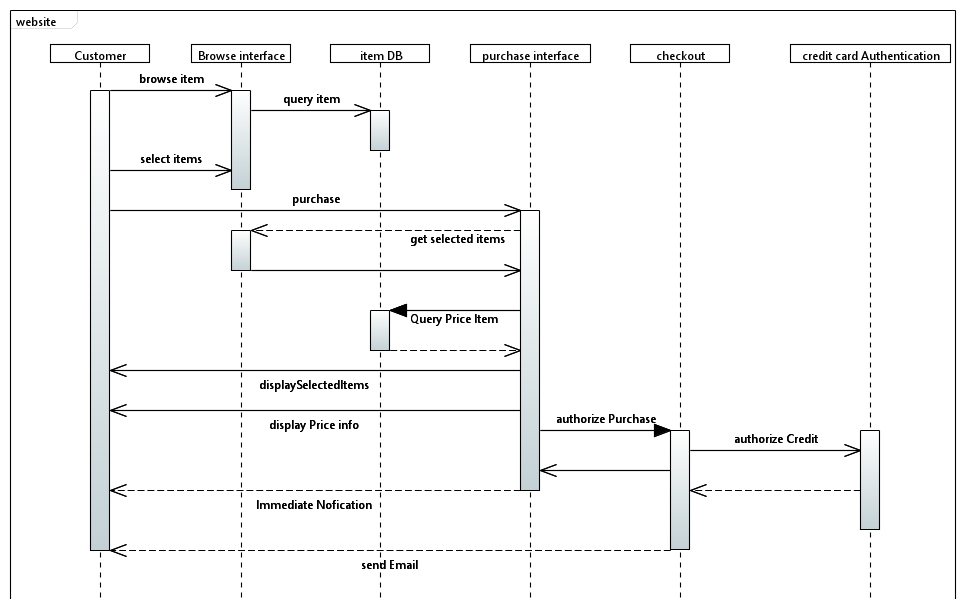 website
Customer
Browse interface
item DB
purchase interface
checkout
credit card Authentication
browse item
query item
select items
purchase
get selected items
Query Price Item
displaySelectedItems
display Price info
authorize Purchase
authorize Credit
Immediate Nofication
send Email